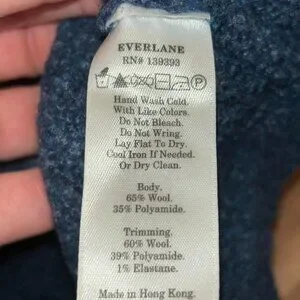 EVERLANE
RN# 139393
Hand Wash Cold.
With Like Colors.
Do Not Bleach.
Do Not Wring.
Lay Flat To Dry.
Cool Iron If Needed.
Or Dry Clean.
Body.
65% Wool.
35% Polyamide.
Trimming.
60% Wool.
39% Polyamide.
1% Elastane.
Made in Hong Kong.